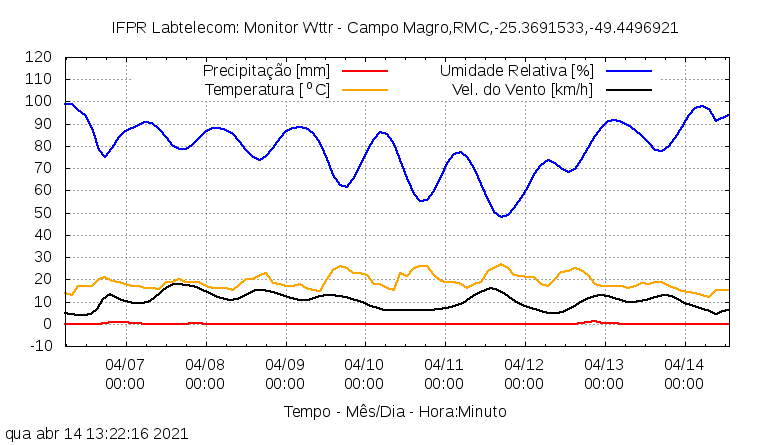 IFPR Labtelecom: Monitor Wttr - Campo Magro,RMC,-25.3691533,-49.4496921
120
110
100
90
80
70
60
50
40
30
20
10
0
-10
Precipitação [mm]
Temperatura [⁰C]
Umidade Relativa [%]
Vel. do Vento [km/h]
04/07 04/08 04/09 04/10 04/11 04/12 04/13 04/14
00:00 00:00 00:00 00:00 00:00 00:00 00:00 00:00
Tempo - Mês/Dia - Hora:Minuto
qua abr 14 13:22:16 2021